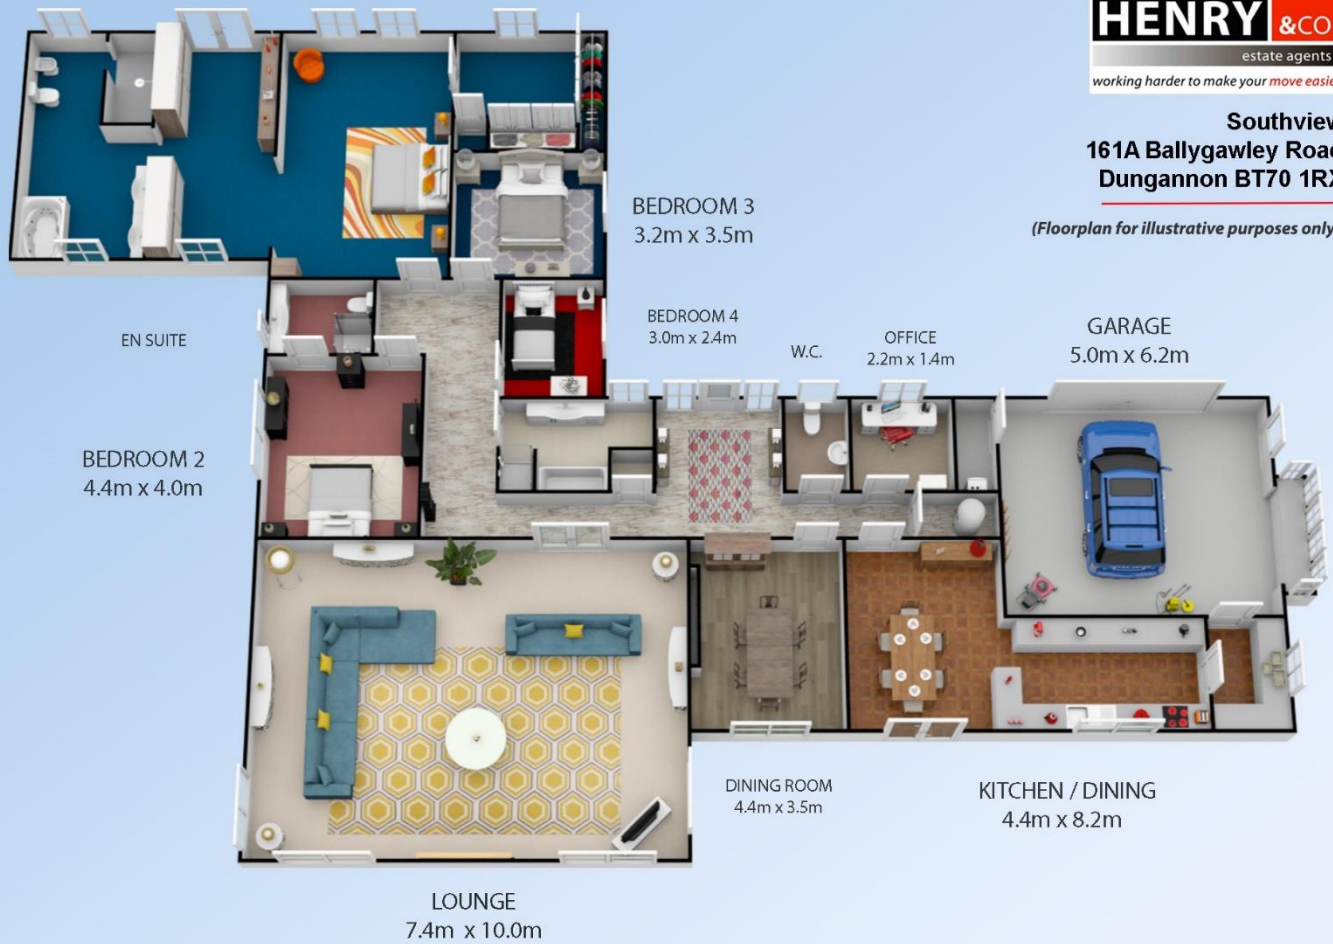 HENRY &CO
estate agents
working harder to make your move easie
Southview
161A Ballygawley Road
Dungannon BT70 1RX
(Floorplan for illustrative purposes only
BEDROOM 3
3.2m x 3.5m
EN SUITE
BEDROOM 4
3.0m x 2.4m
W.C.
OFFICE
2.2m x 1.4m
GARAGE
5.0m x 6.2m
BEDROOM 2
4.4m x 4.0m
DINING ROOM
4.4m x 3.5m
KITCHEN / DINING
4.4m x 8.2m
LOUNGE
7.4m x 10.0m